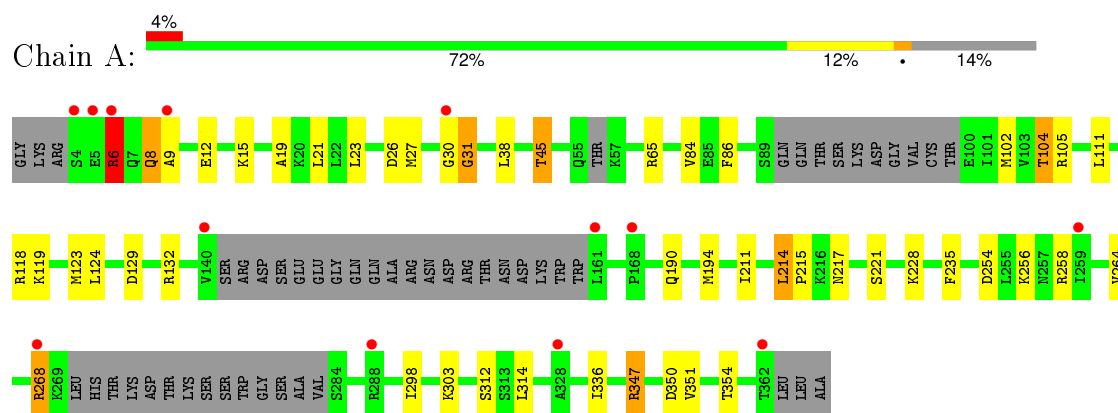 4%
Chain A:
72% 12% • 14%
GLY LYS ARG S4 E5 R6 Q7 Q8 A9 E12 K15 A19 K20 L21 L22 L23 D26 M27 G30 G31 L38 T45 Q55 THR K57 R65 V84 E85 F86 S89 GLN GLN THR SER LYS ASP GLY VAL CYS THR E100 I101 M102 V103 T104 R105 L111
R118 K119 M123 L124 D129 R132 V140 SER ARG ASP SER GLU GLU GLY GLN GLN ALA ARG ASN ASP ARG THR ASN ASP LYS TRP TRP L161 P168 Q190 M194 I211 L214 P215 K216 N217 S221 K228 F235 D254 L255 K256 N257 R258 I259 V264
R268 K269 LEU HIS THR LYS ASP THR LYS SER SER TRP GLY SER ALA VAL S284 R288 I298 K303 S312 S313 L314 A328 I336 R347 D350 V351 T354 T362 LEU LEU ALA